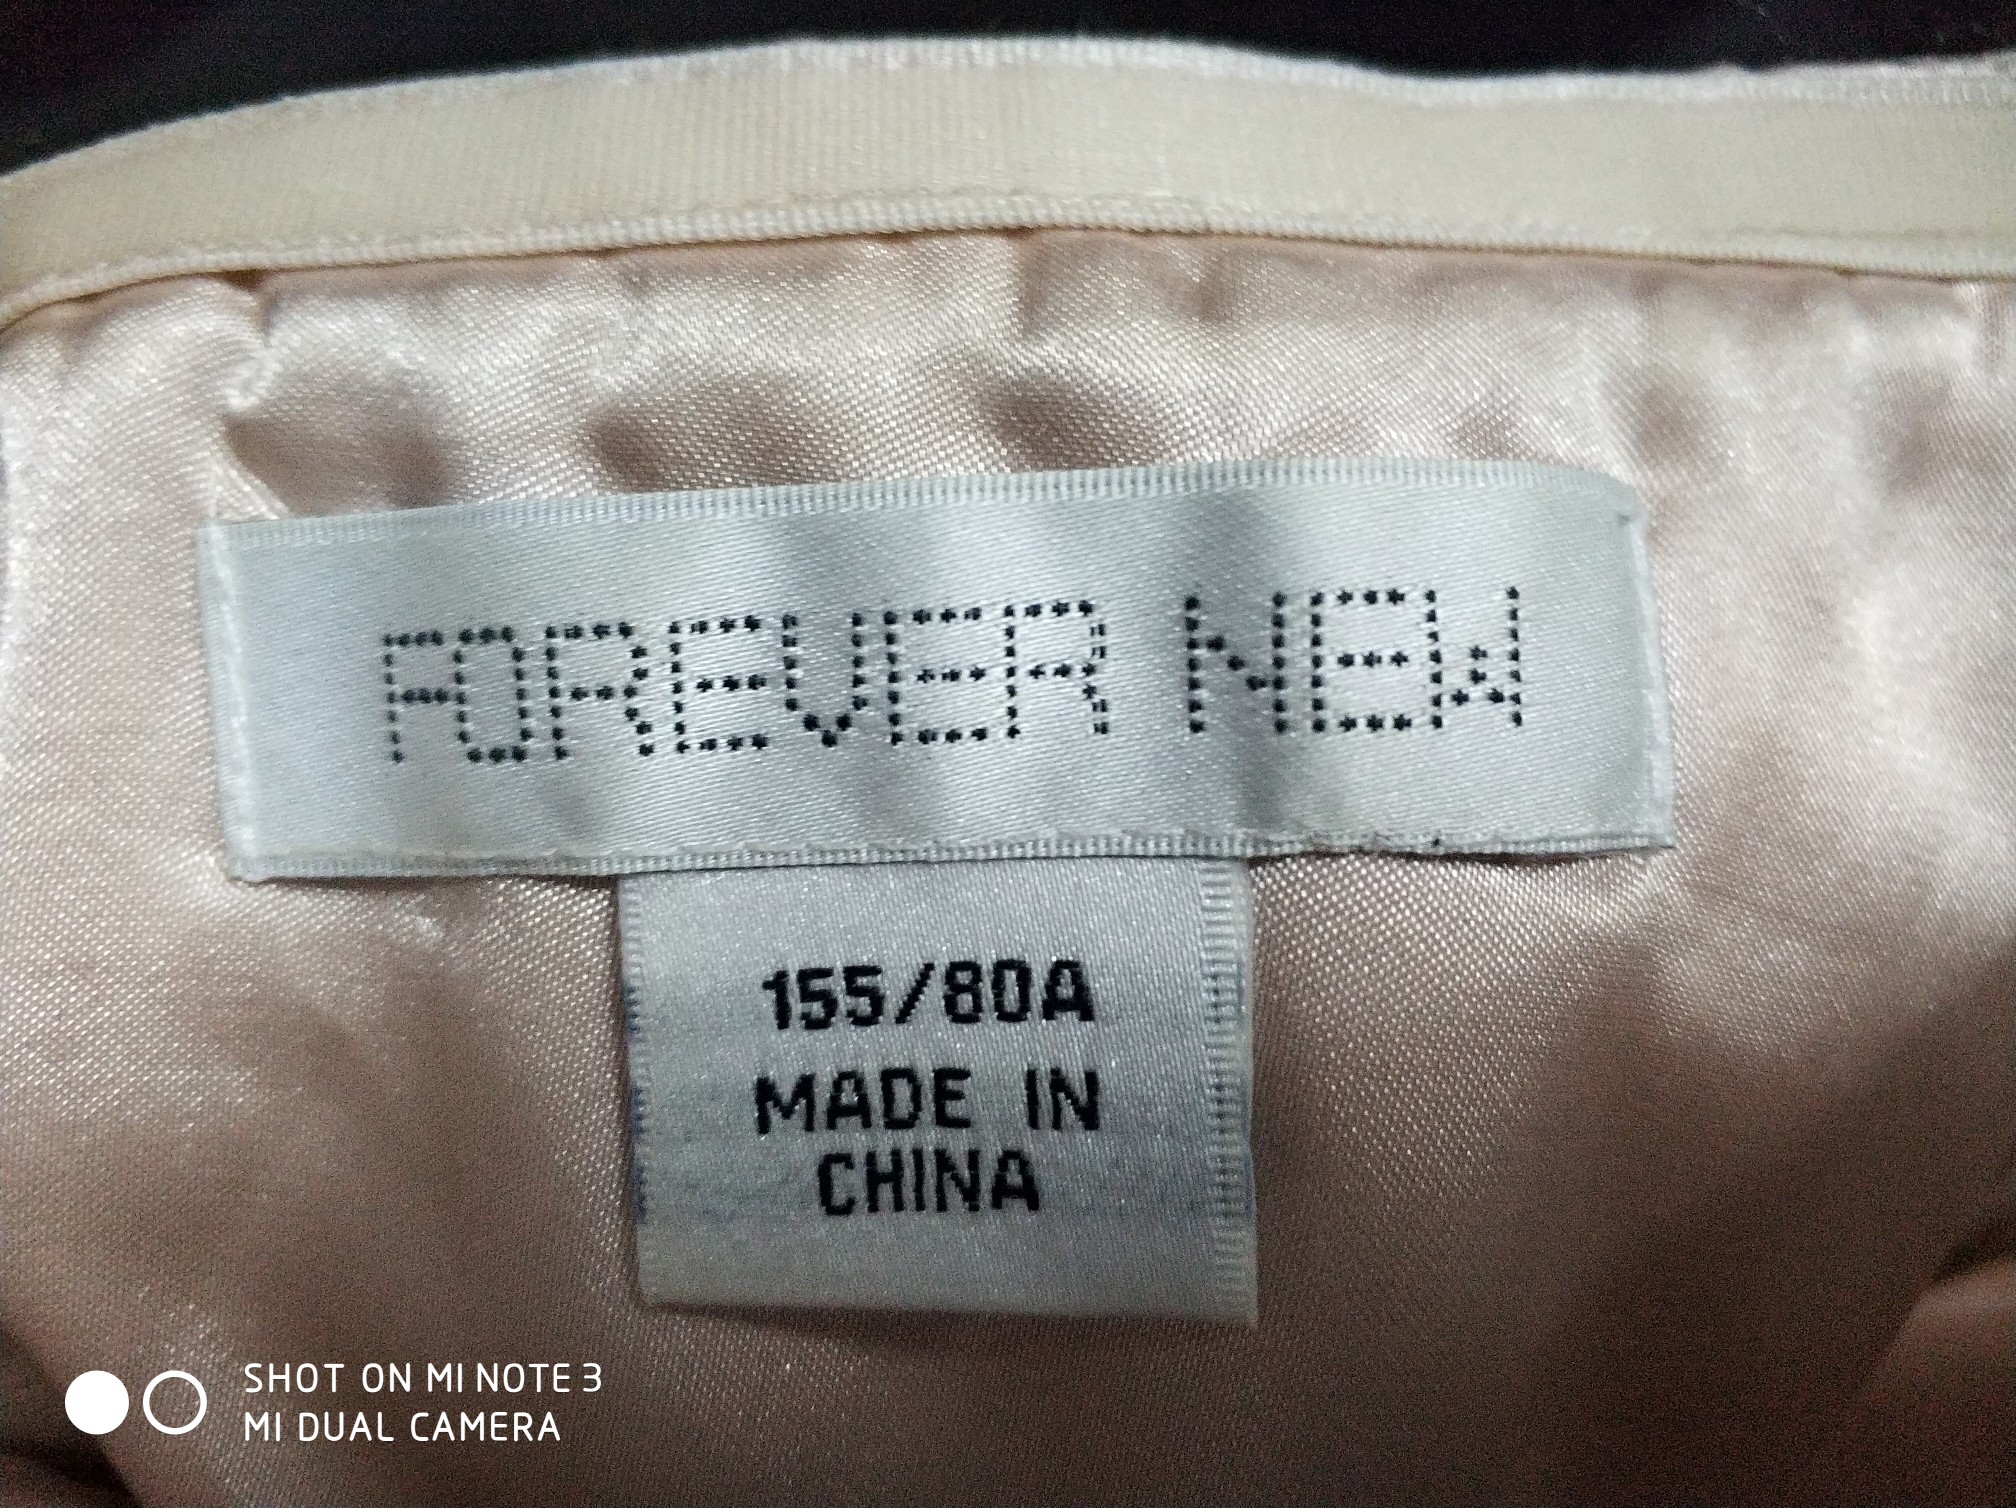 FOREVER NEW
155/80A
MADE IN
CHINA
SHOT ON MI NOTE 3
MI DUAL CAMERA